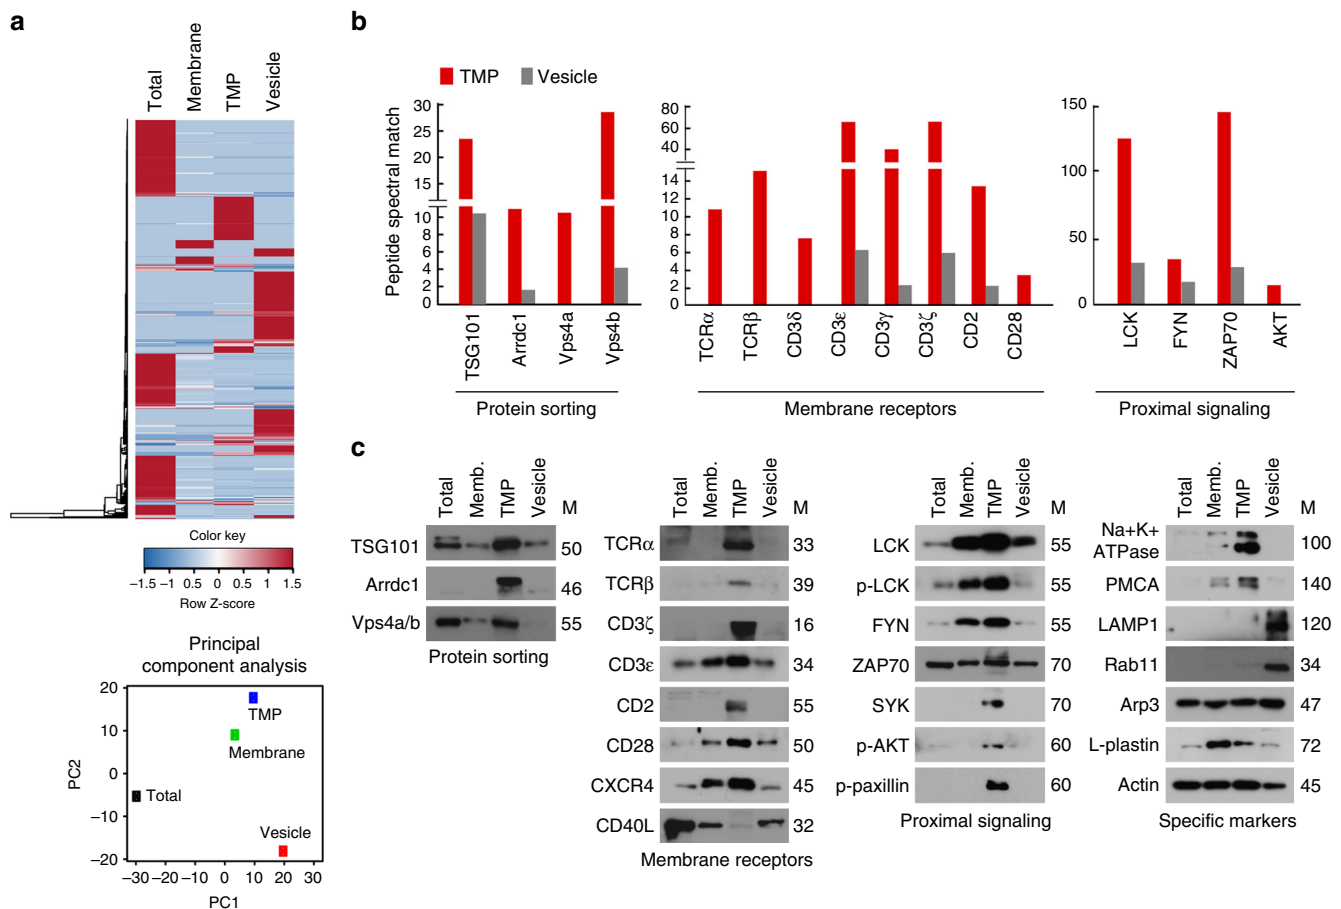 a
Total
Membrane
TMP
Vesicle
Color key
−1.5 −1.0 −0.5 0 0.5 1.0 1.5
Row Z-score
Principal
component analysis
20
10
0
−10
−20
PC2
TMP
Membrane
Total
Vesicle
−30 −20 −10 0 10 20 30
PC1
b
TMP
Vesicle
Peptide spectral match
30
25
20
15
10
8
6
4
2
0
TSG101
Arrdc1
Vps4a
Vps4b
Protein sorting
80
60
40
14
12
10
8
6
4
2
0
TCRα
TCRβ
CD3δ
CD3ε
CD3γ
CD3ζ
CD2
CD28
Membrane receptors
150
100
50
0
LCK
FYN
ZAP70
AKT
Proximal signaling
c
Total
Memb.
TMP
Vesicle
M
TSG101 50
Arrdc1 46
Vps4a/b 55
Protein sorting
Total
Memb.
TMP
Vesicle
M
TCRα 33
TCRβ 39
CD3ζ 16
CD3ε 34
CD2 55
CD28 50
CXCR4 45
CD40L 32
Membrane receptors
Total
Memb.
TMP
Vesicle
M
LCK 55
p-LCK 55
FYN 55
ZAP70 70
SYK 70
p-AKT 60
p-paxillin 60
Proximal signaling
Total
Memb.
TMP
Vesicle
M
Na+K+
ATPase 100
PMCA 140
LAMP1 120
Rab11 34
Arp3 47
L-plastin 72
Actin 45
Specific markers